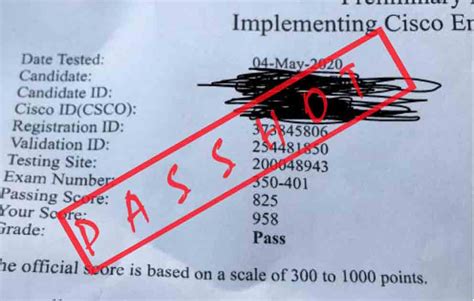 Preliminary
Implementing Cisco En
Date Tested: 04-May-2020
Candidate:
Candidate ID:
Cisco ID(CSCO):
Registration ID: 373845806
Validation ID: 254481850
Testing Site: 200048943
Exam Number: 350-401
Passing Score: 825
Your Score: 958
Grade: Pass
PASSHOT
he official score is based on a scale of 300 to 1000 points.